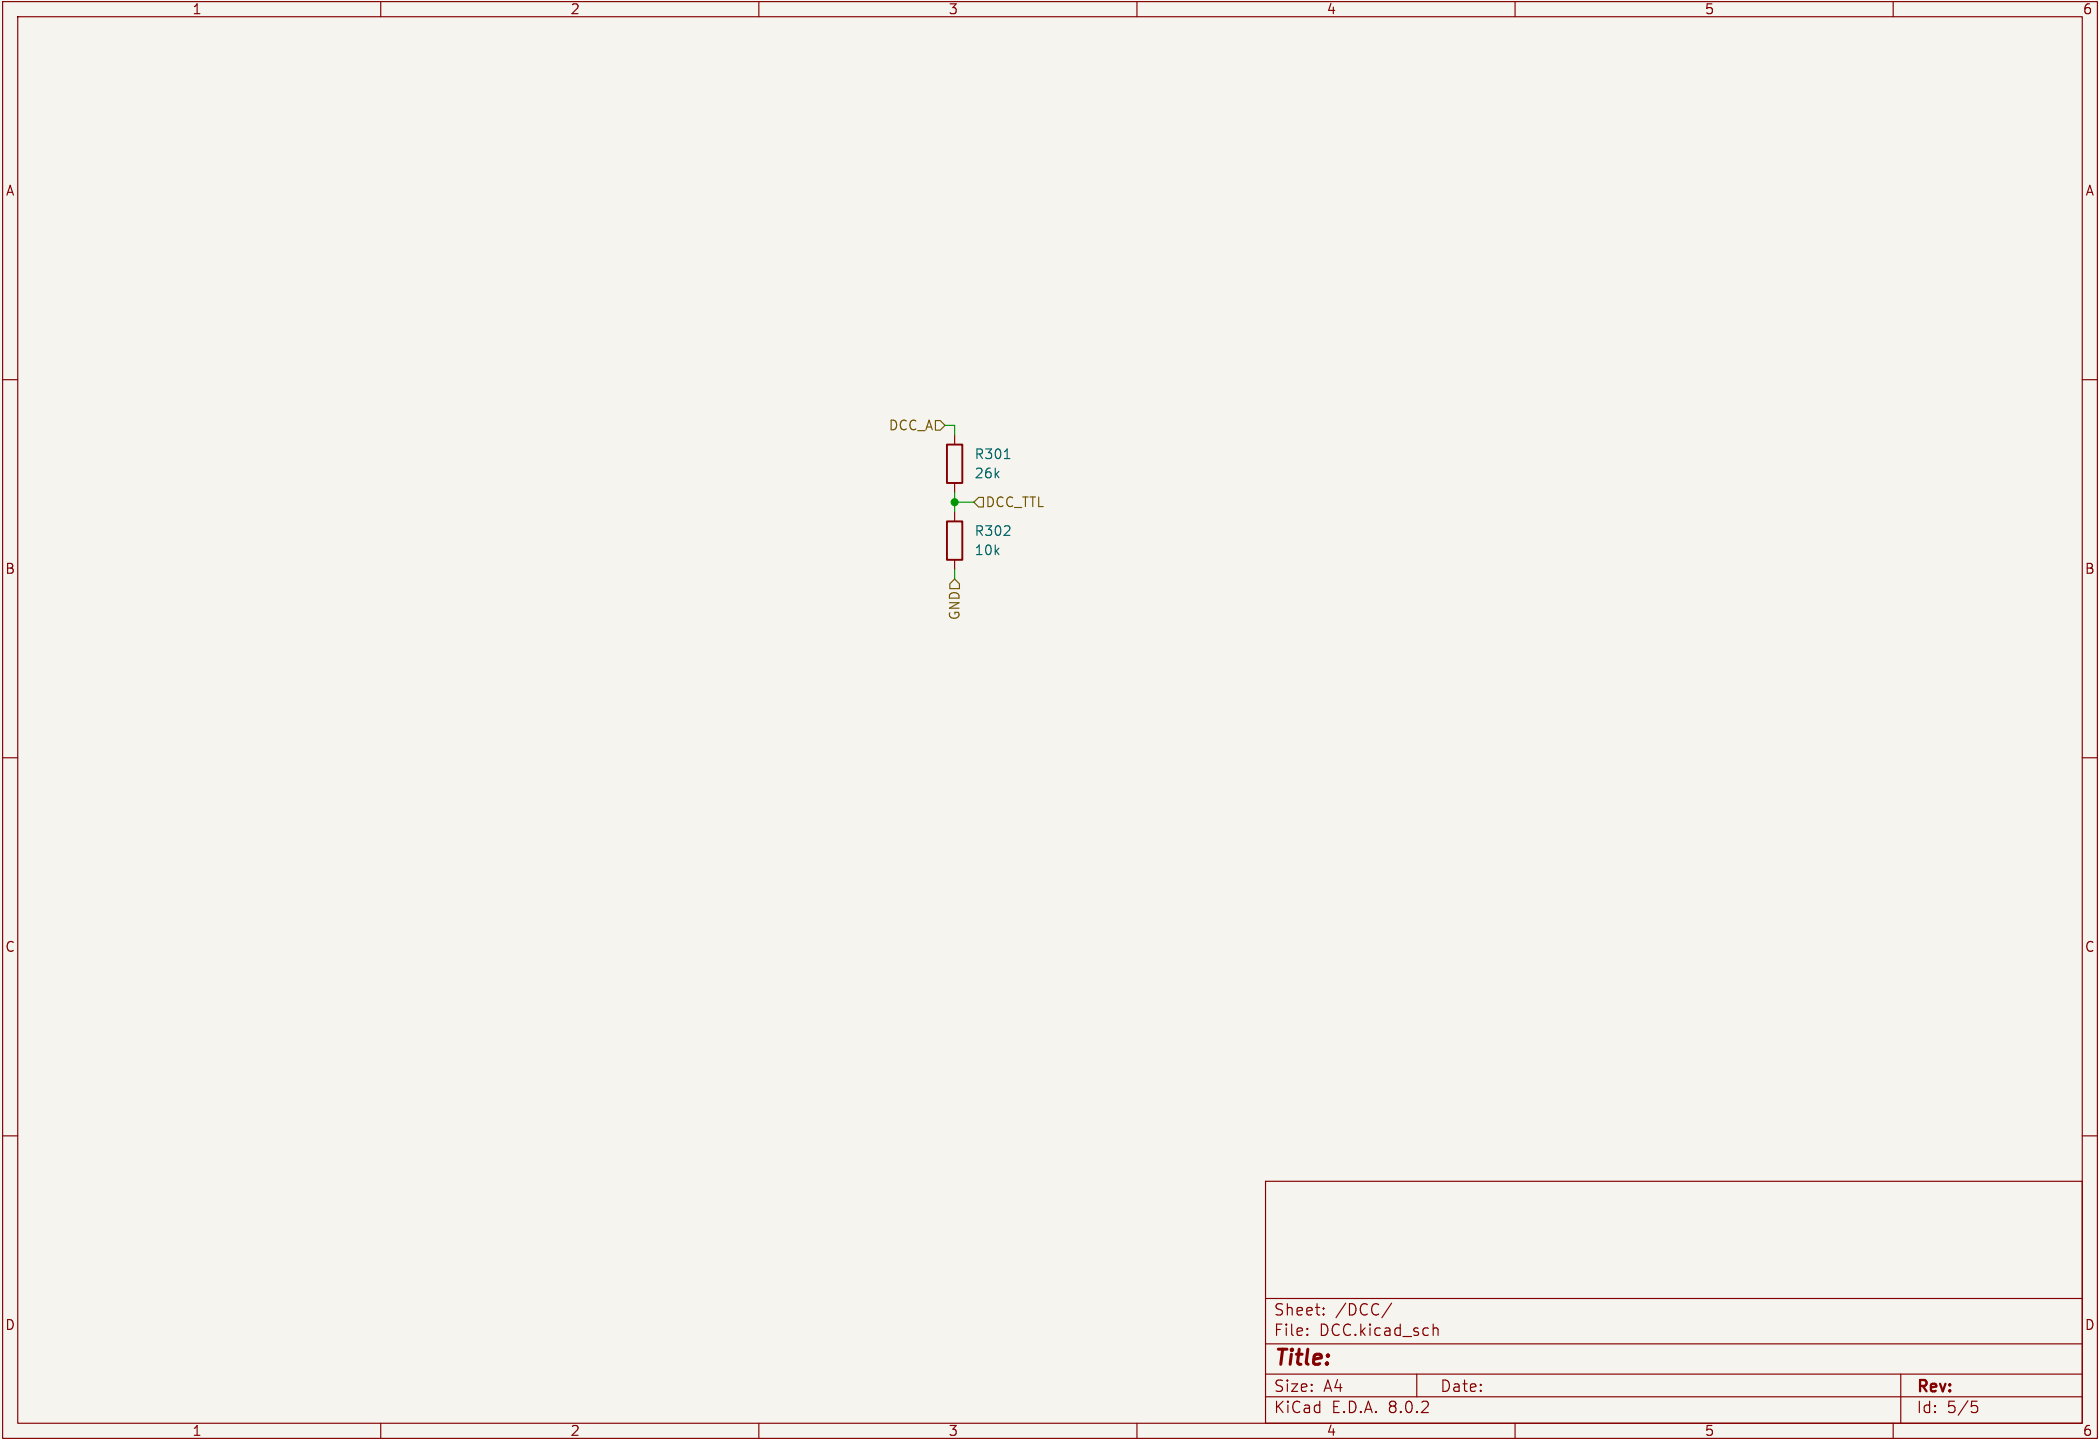 1 2 3 4 5 6
A A
DCC_A
R301
26k
DCC_TTL
R302
10k
B B
GND
C C
Sheet: /DCC/
File: DCC.kicad_sch
D D
Title:
Size: A4 Date: Rev:
KiCad E.D.A. 8.0.2 Id: 5/5
1 2 3 4 5 6